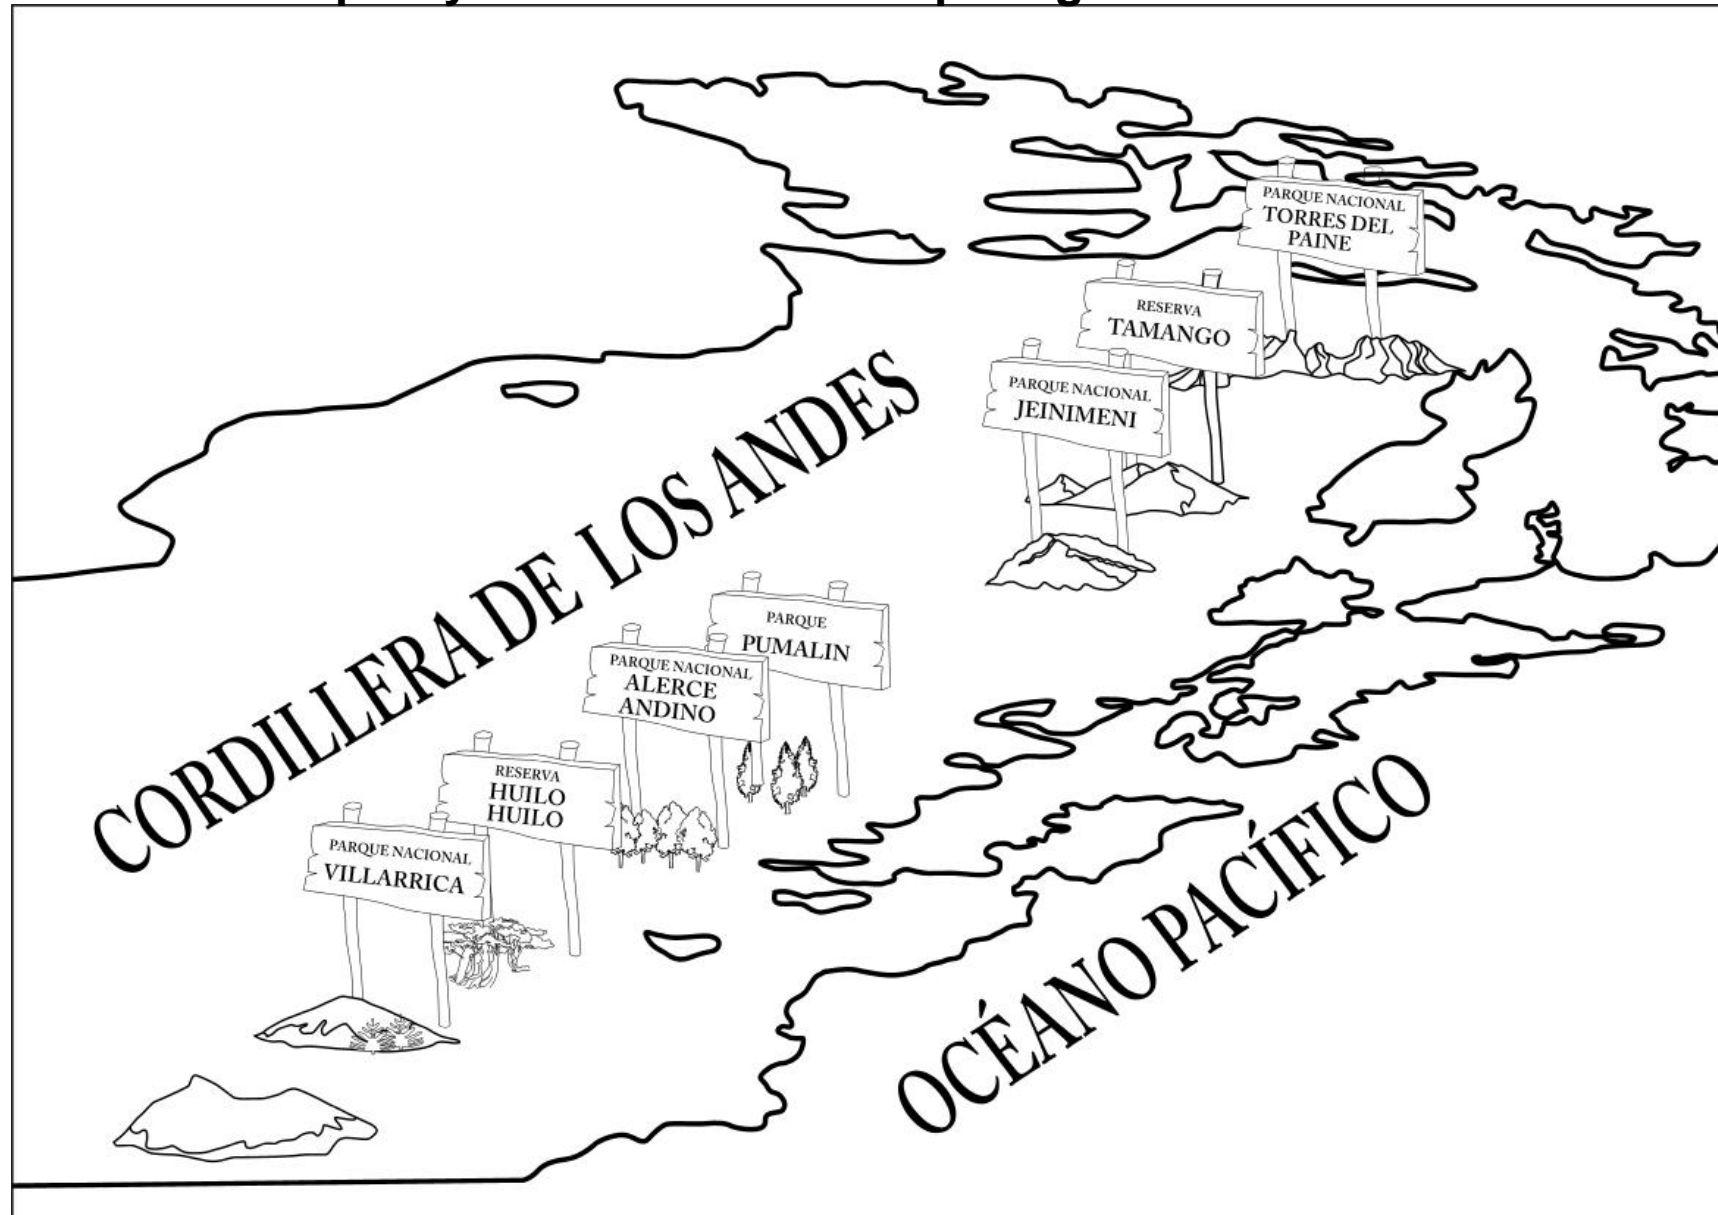 PARQUE NACIONAL
TORRES DEL
PAINE
RESERVA
TAMANGO
PARQUE NACIONAL
JEINIMENI
CORDILLERA DE LOS ANDES
PARQUE
PUMALIN
PARQUE NACIONAL
ALERCE
ANDINO
RESERVA
HUILO
HUILO
PARQUE NACIONAL
VILLARRICA
OCÉANO PACÍFICO